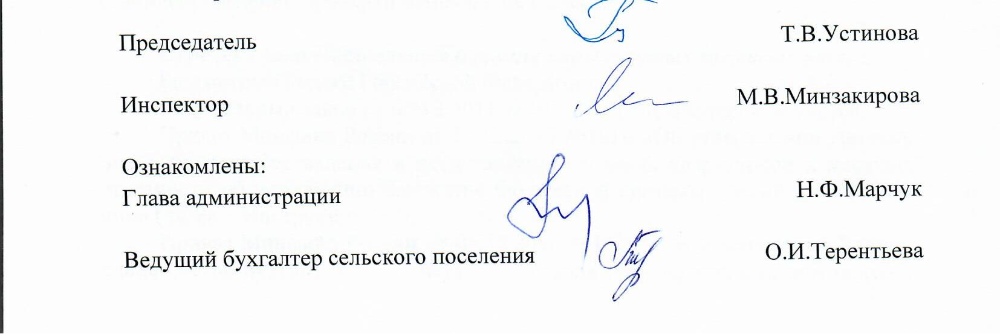 Председатель Т.В.Устинова
Инспектор М.В.Минзакирова
Ознакомлены:
Глава администрации Н.Ф.Марчук
Ведущий бухгалтер сельского поселения О.И.Терентьева